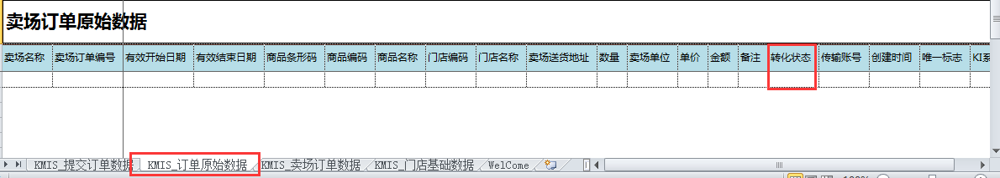 卖场订单原始数据
卖场名称 卖场订单编号 有效开始日期 有效结束日期 商品条形码 商品编码 商品名称 门店编码 门店名称 卖场送货地址 数量 卖场单位 单价 金额 备注 转化状态 传输账号 创建时间 唯一标志 KI系
KMIS_提交订单数据 KMIS_订单原始数据 KMIS_卖场订单数据 KMIS_门店基础数据 WelCome